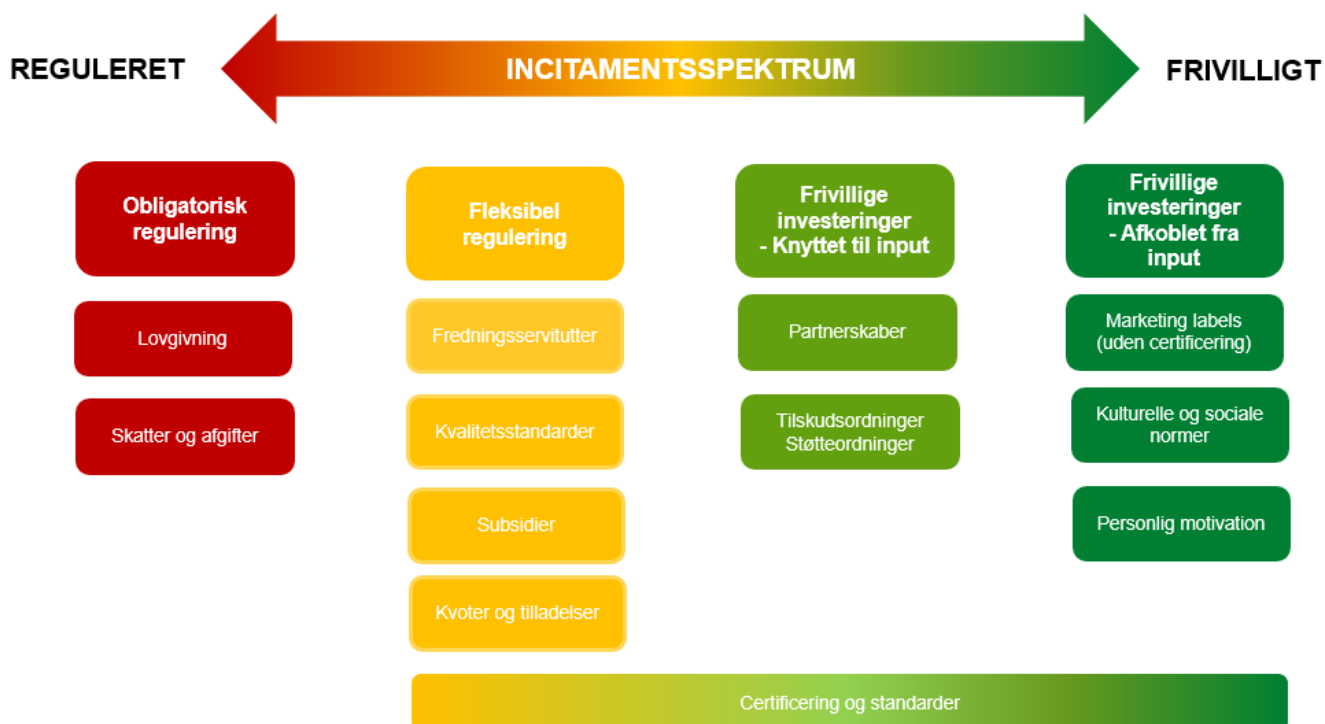 REGULERET
INCITAMENTSSPEKTRUM
FRIVILLIGT
Obligatorisk
regulering
Lovgivning
Skatter og afgifter
Fleksibel
regulering
Fredningsservitutter
Kvalitetsstandarder
Subsidier
Kvoter og tilladelser
Frivillige
investeringer
- Knyttet til input
Partnerskaber
Tilskudsordninger
Støtteordninger
Frivillige
investeringer
- Afkoblet fra
input
Marketing labels
(uden certificering)
Kulturelle og sociale
normer
Personlig motivation
Certificering og standarder